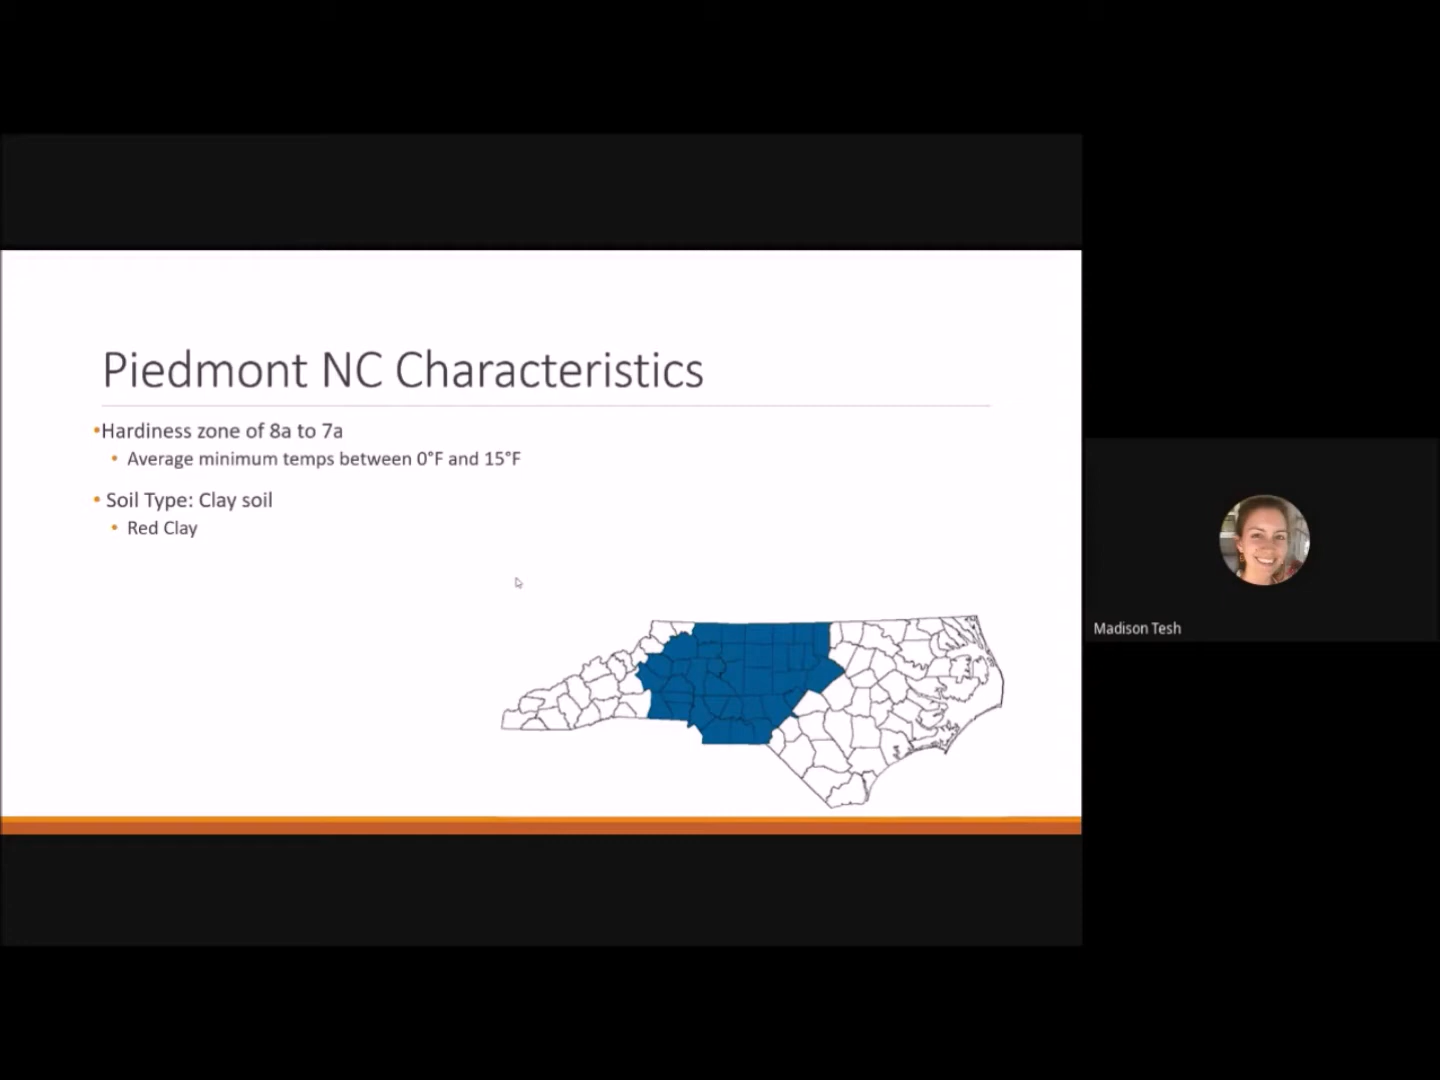 Piedmont NC Characteristics
•Hardiness zone of 8a to 7a
• Average minimum temps between 0°F and 15°F
• Soil Type: Clay soil
• Red Clay
Madison Tesh